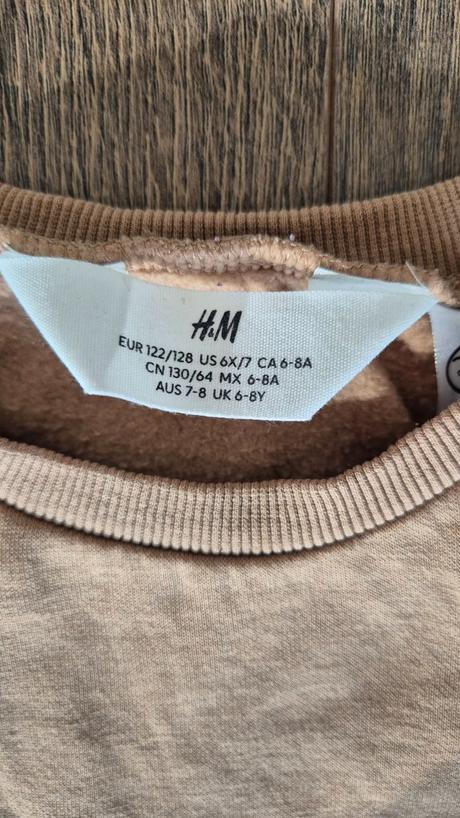 H&M
EUR 122/128 US 6X/7 CA 6-8A
CN 130/64 MX 6-8A
AUS 7-8 UK 6-8Y